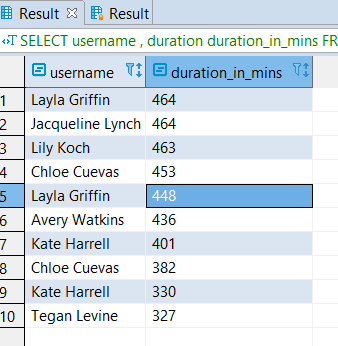 Result Result
SELECT username , duration duration_in_mins FR
username duration_in_mins
1 Layla Griffin 464
2 Jacqueline Lynch 464
3 Lily Koch 463
4 Chloe Cuevas 453
5 Layla Griffin 448
6 Avery Watkins 436
7 Kate Harrell 401
8 Chloe Cuevas 382
9 Kate Harrell 330
10 Tegan Levine 327